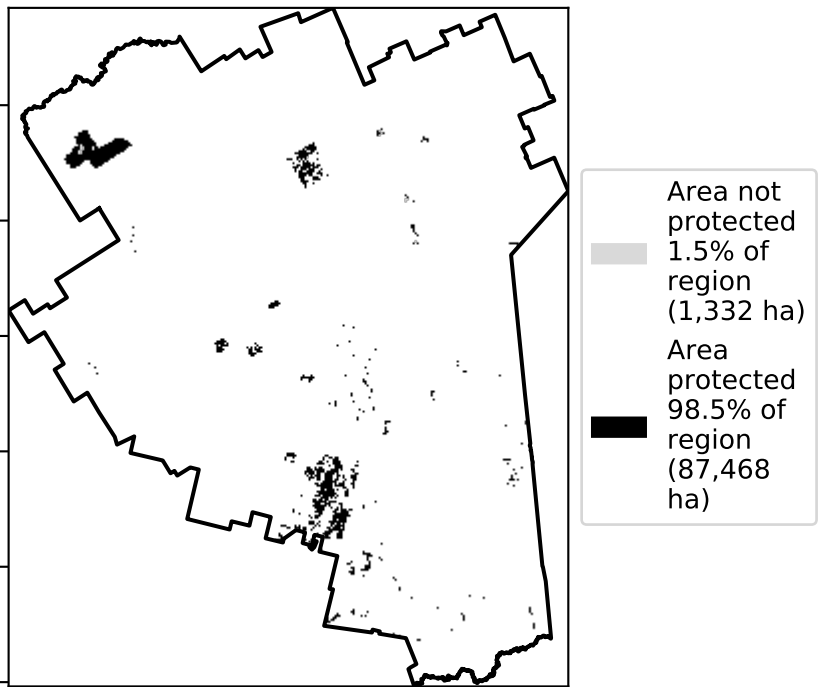 Area not
protected
1.5% of
region
(1,332 ha)
Area
protected
98.5% of
region
(87,468
ha)